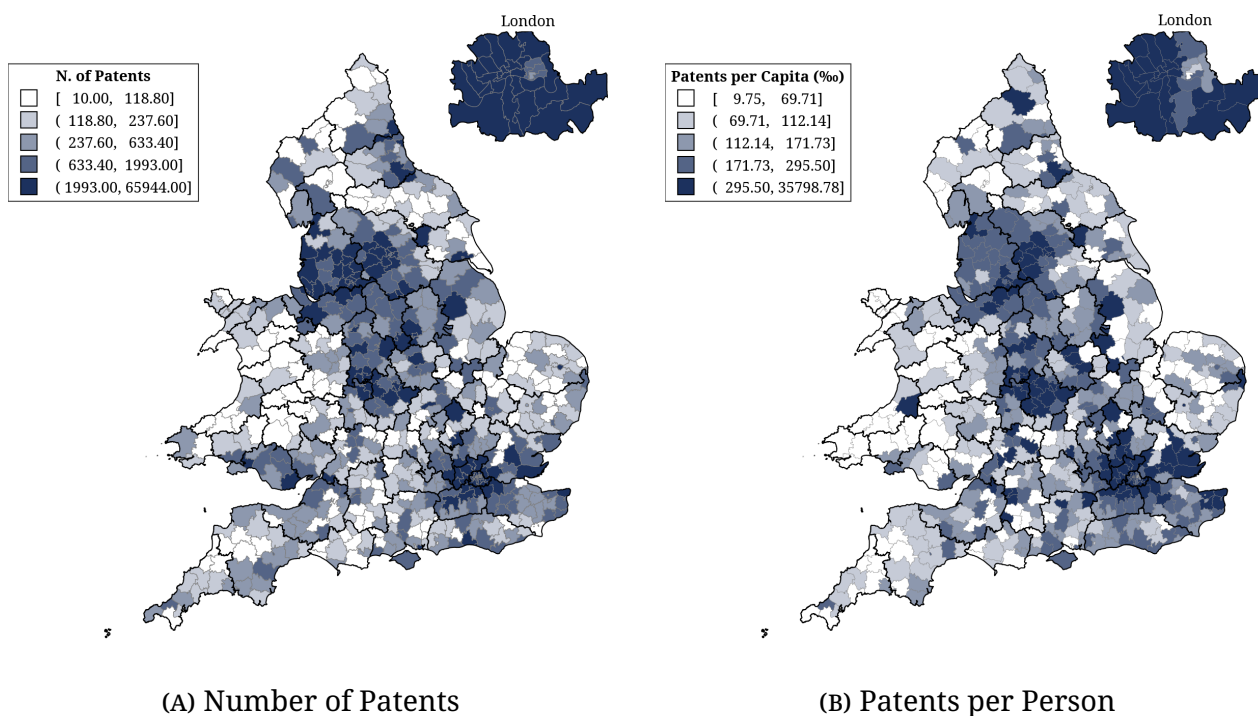 London
N. of Patents
[ 10.00, 118.80]
( 118.80, 237.60]
( 237.60, 633.40]
( 633.40, 1993.00]
( 1993.00, 65944.00]
London
Patents per Capita (‰)
[ 9.75, 69.71]
( 69.71, 112.14]
( 112.14, 171.73]
( 171.73, 295.50]
( 295.50, 35798.78]
(A) Number of Patents
(B) Patents per Person